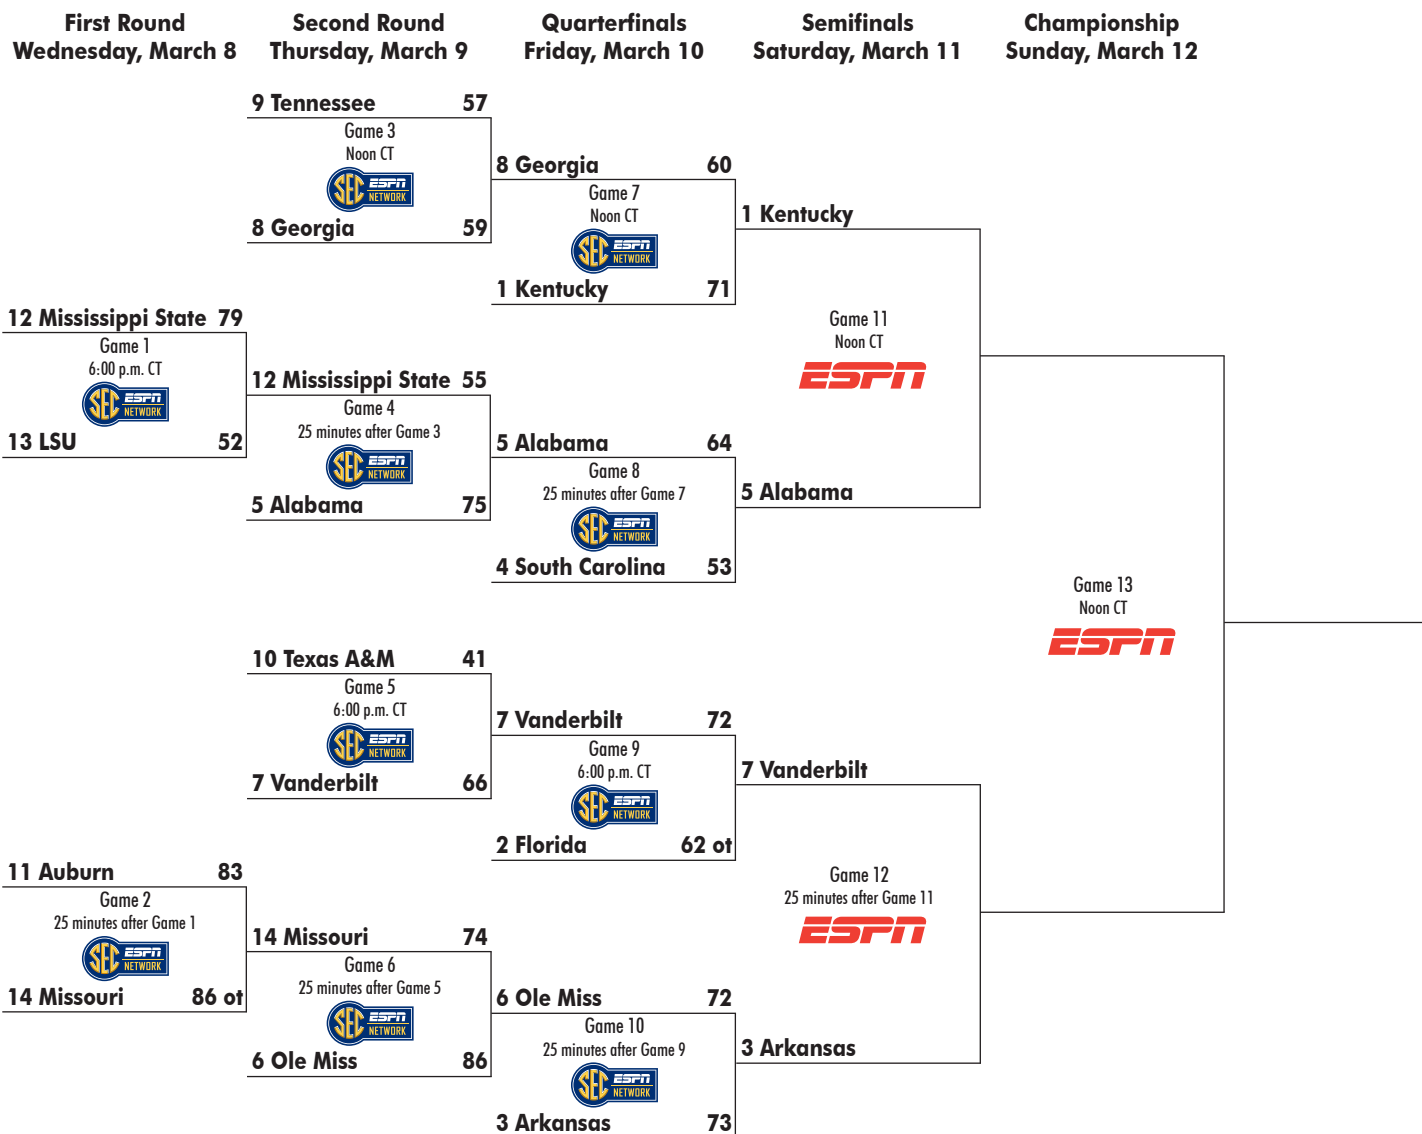 First Round
Wednesday, March 8
Second Round
Thursday, March 9
Quarterfinals
Friday, March 10
Semifinals
Saturday, March 11
Championship
Sunday, March 12
9 Tennessee 57
Game 3
Noon CT
SEC ESPN NETWORK
8 Georgia 59
8 Georgia 60
Game 7
Noon CT
SEC ESPN NETWORK
1 Kentucky 71
1 Kentucky
Game 11
Noon CT
ESPN
5 Alabama
12 Mississippi State 79
Game 1
6:00 p.m. CT
SEC ESPN NETWORK
13 LSU 52
12 Mississippi State 55
Game 4
25 minutes after Game 3
SEC ESPN NETWORK
5 Alabama 75
5 Alabama 64
Game 8
25 minutes after Game 7
SEC ESPN NETWORK
4 South Carolina 53
Game 13
Noon CT
ESPN
10 Texas A&M 41
Game 5
6:00 p.m. CT
SEC ESPN NETWORK
7 Vanderbilt 66
7 Vanderbilt 72
Game 9
6:00 p.m. CT
SEC ESPN NETWORK
2 Florida 62 ot
7 Vanderbilt
Game 12
25 minutes after Game 11
ESPN
3 Arkansas
11 Auburn 83
Game 2
25 minutes after Game 1
SEC ESPN NETWORK
14 Missouri 86 ot
14 Missouri 74
Game 6
25 minutes after Game 5
SEC ESPN NETWORK
6 Ole Miss 86
6 Ole Miss 72
Game 10
25 minutes after Game 9
SEC ESPN NETWORK
3 Arkansas 73